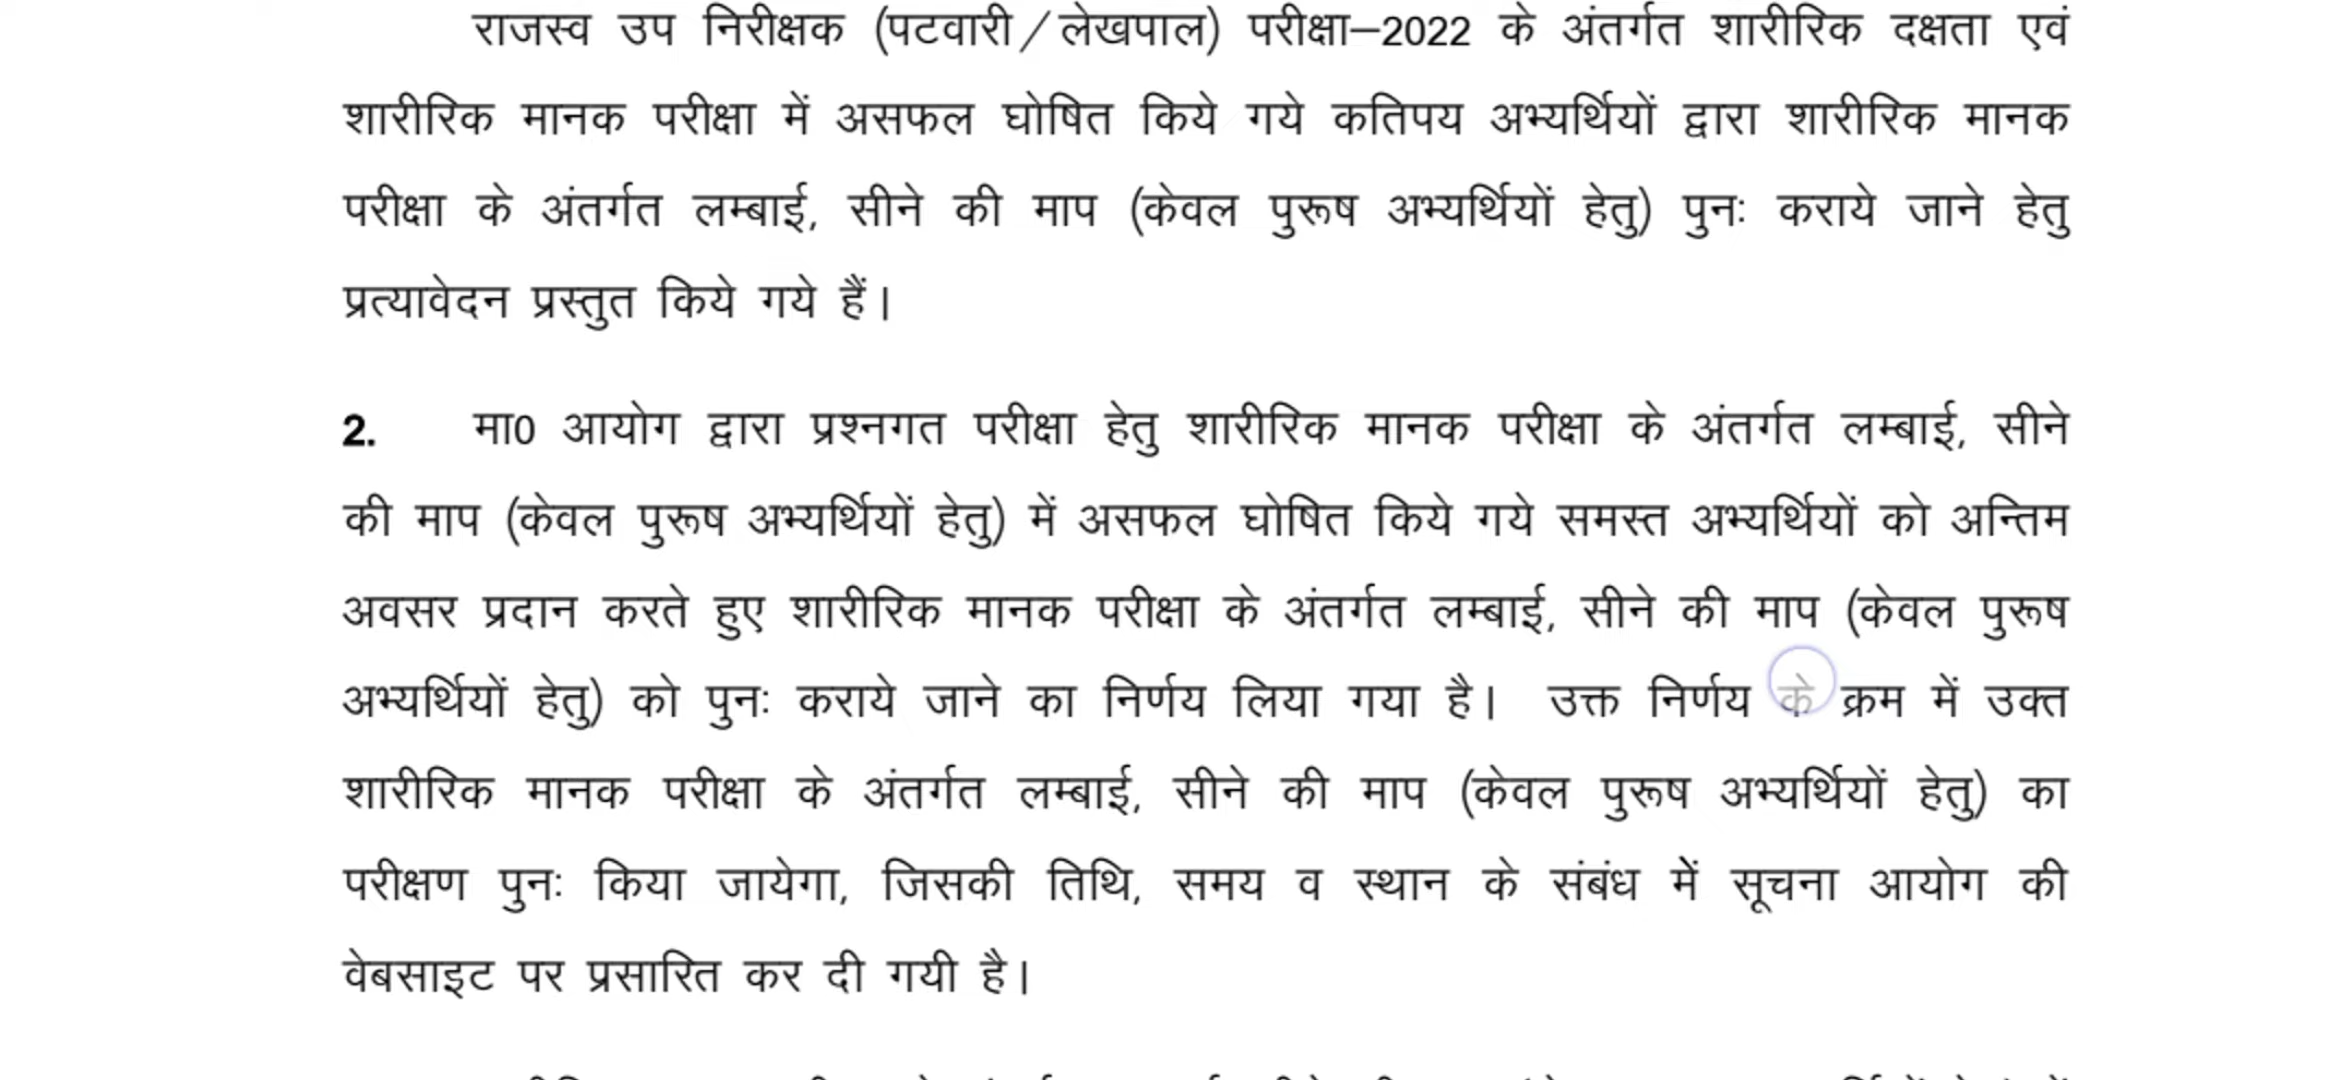 राजस्व उप निरीक्षक (पटवारी/लेखपाल) परीक्षा–2022 के अंतर्गत शारीरिक दक्षता एवं
शारीरिक मानक परीक्षा में असफल घोषित किये गये कतिपय अभ्यर्थियों द्वारा शारीरिक मानक
परीक्षा के अंतर्गत लम्बाई, सीने की माप (केवल पुरूष अभ्यर्थियों हेतु) पुनः कराये जाने हेतु
प्रत्यावेदन प्रस्तुत किये गये हैं।
2. मा0 आयोग द्वारा प्रश्नगत परीक्षा हेतु शारीरिक मानक परीक्षा के अंतर्गत लम्बाई, सीने
की माप (केवल पुरूष अभ्यर्थियों हेतु) में असफल घोषित किये गये समस्त अभ्यर्थियों को अन्तिम
अवसर प्रदान करते हुए शारीरिक मानक परीक्षा के अंतर्गत लम्बाई, सीने की माप (केवल पुरूष
अभ्यर्थियों हेतु) को पुनः कराये जाने का निर्णय लिया गया है। उक्त निर्णय के क्रम में उक्त
शारीरिक मानक परीक्षा के अंतर्गत लम्बाई, सीने की माप (केवल पुरूष अभ्यर्थियों हेतु) का
परीक्षण पुनः किया जायेगा, जिसकी तिथि, समय व स्थान के संबंध में सूचना आयोग की
वेबसाइट पर प्रसारित कर दी गयी है।